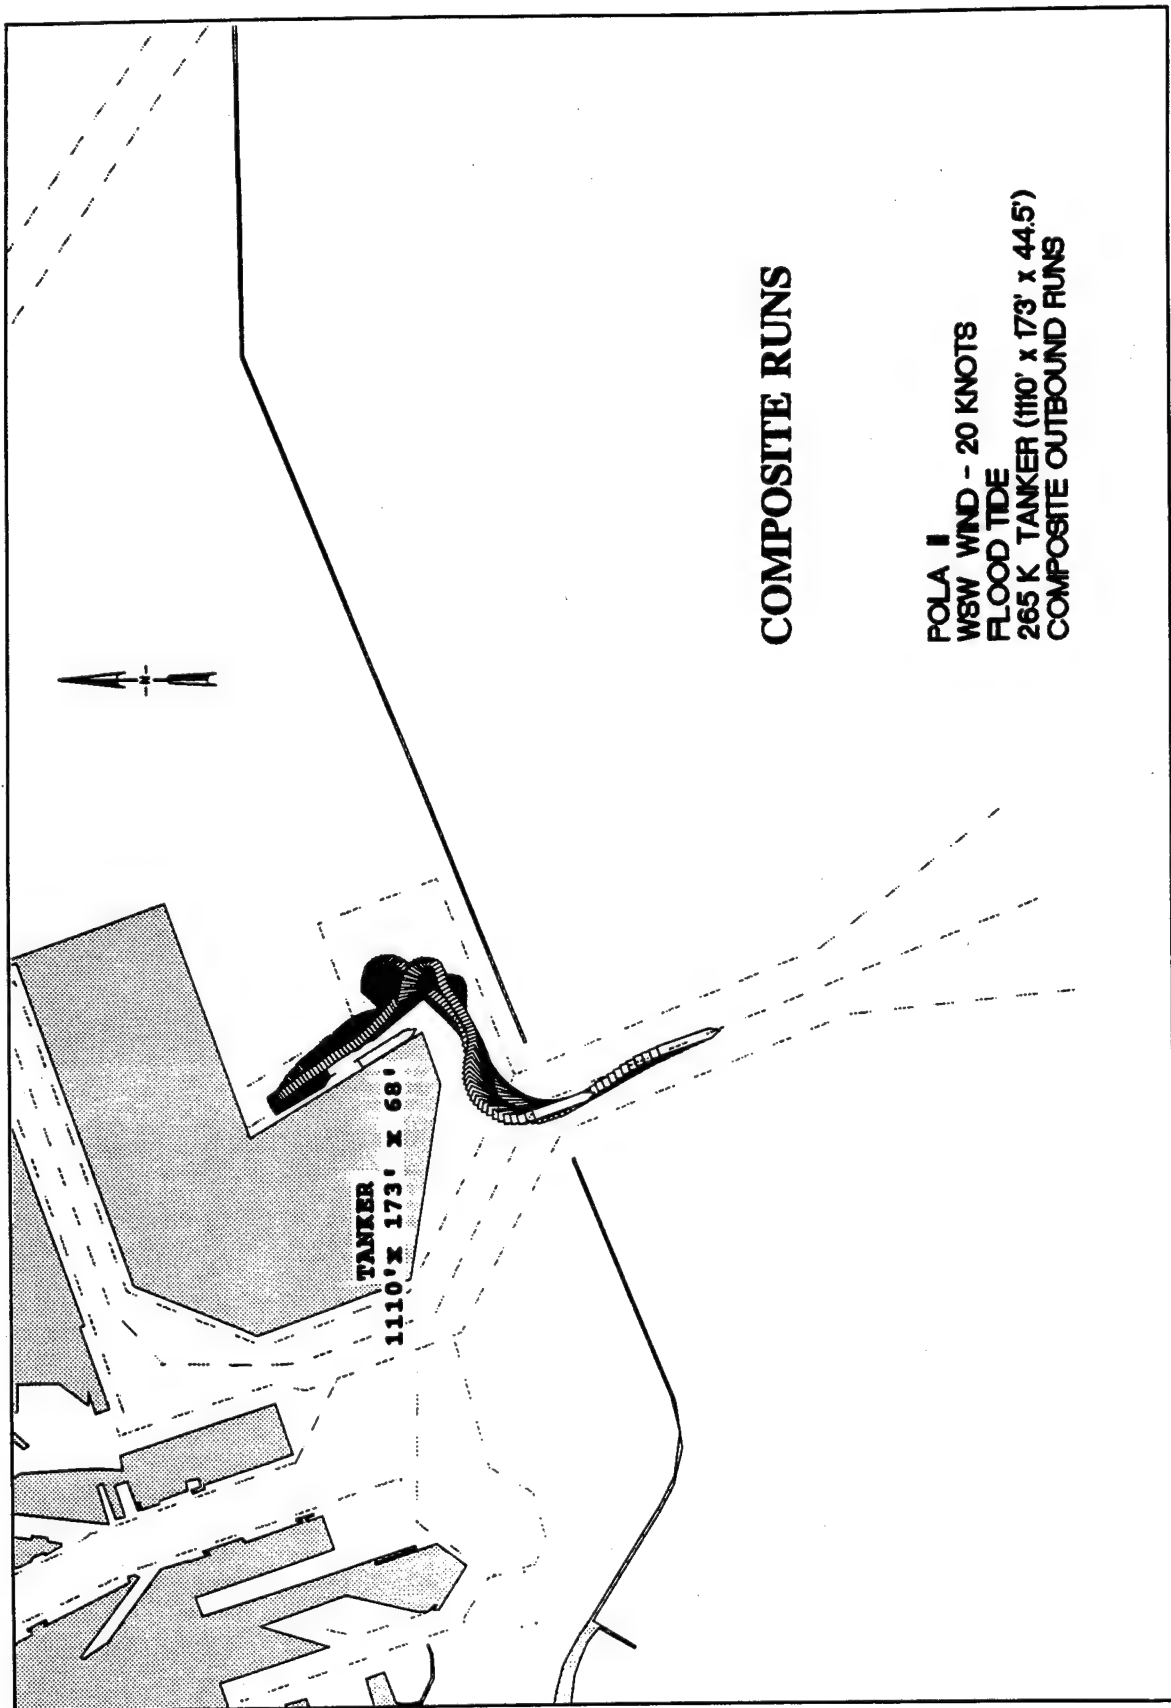 TANKER
1110'X 173' X 68'
N
COMPOSITE RUNS
POLA II
WSW WIND - 20 KNOTS
FLOOD TIDE
265 K TANKER (1110' x 173' x 44.5')
COMPOSITE OUTBOUND RUNS